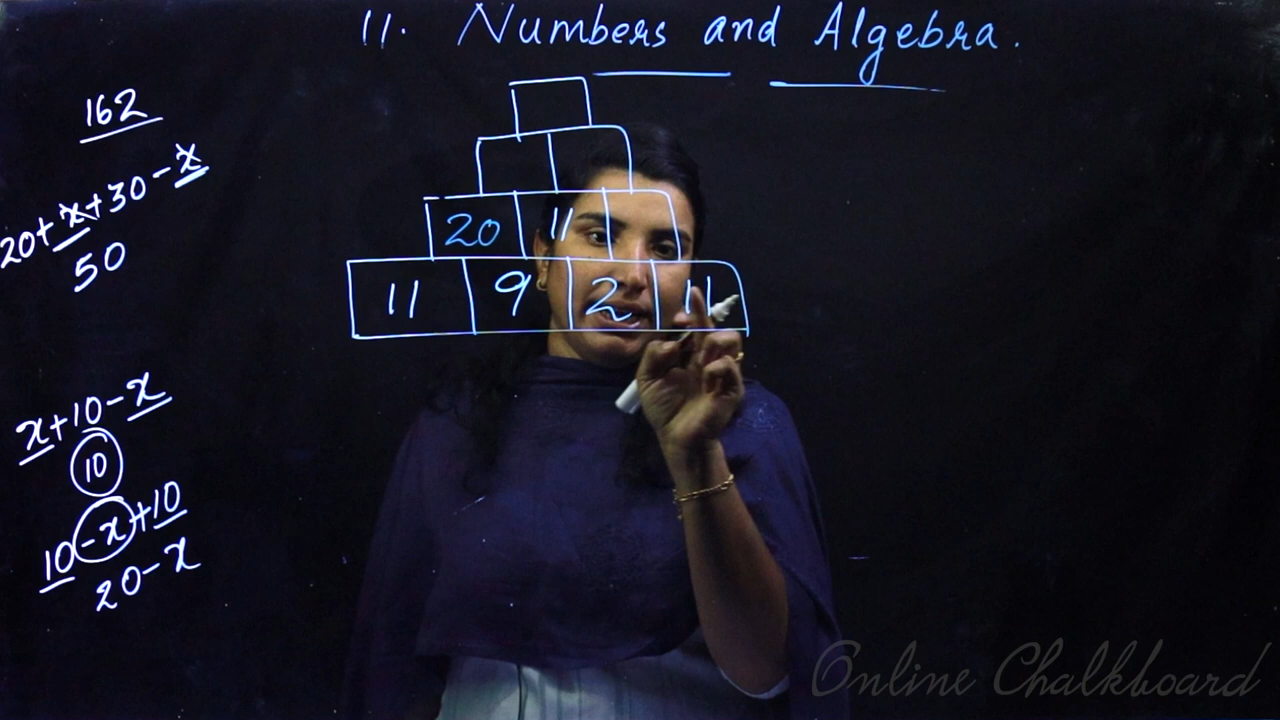 11. Numbers and Algebra.
162
20+x+30-x
50
20 11
11 9 2 11
x+10-x
10
10-x+10
20-x
Online Chalkboard